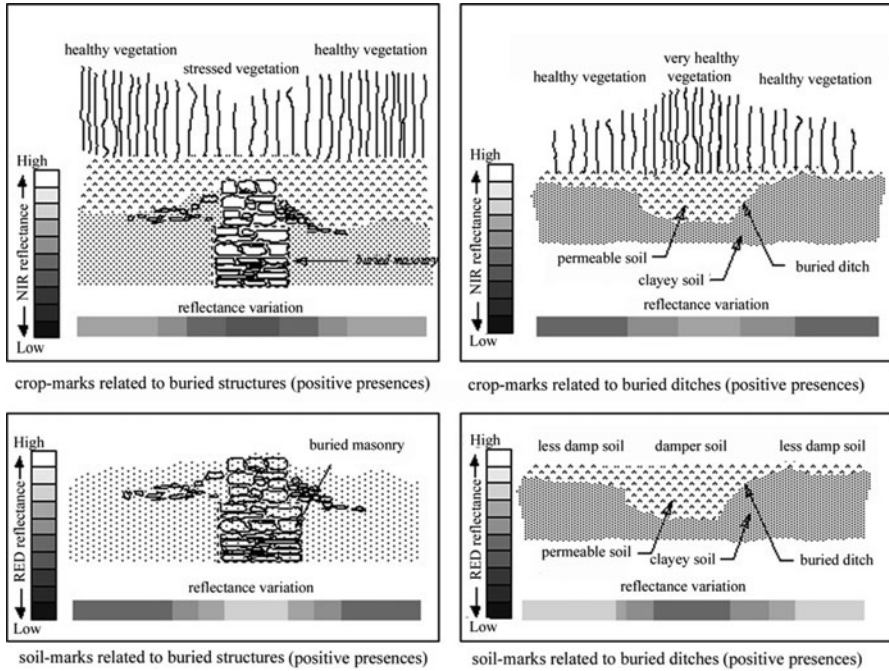 healthy vegetation
stressed vegetation
healthy vegetation
High
NIR reflectance
Low
buried masonry
reflectance variation
crop-marks related to buried structures (positive presences)
very healthy
vegetation
healthy vegetation
healthy vegetation
High
NIR reflectance
Low
permeable soil
clayey soil
buried ditch
reflectance variation
crop-marks related to buried ditches (positive presences)
High
RED reflectance
Low
buried masonry
reflectance variation
soil-marks related to buried structures (positive presences)
High
RED reflectance
Low
less damp soil
damper soil
less damp soil
permeable soil
clayey soil
buried ditch
reflectance variation
soil-marks related to buried ditches (positive presences)